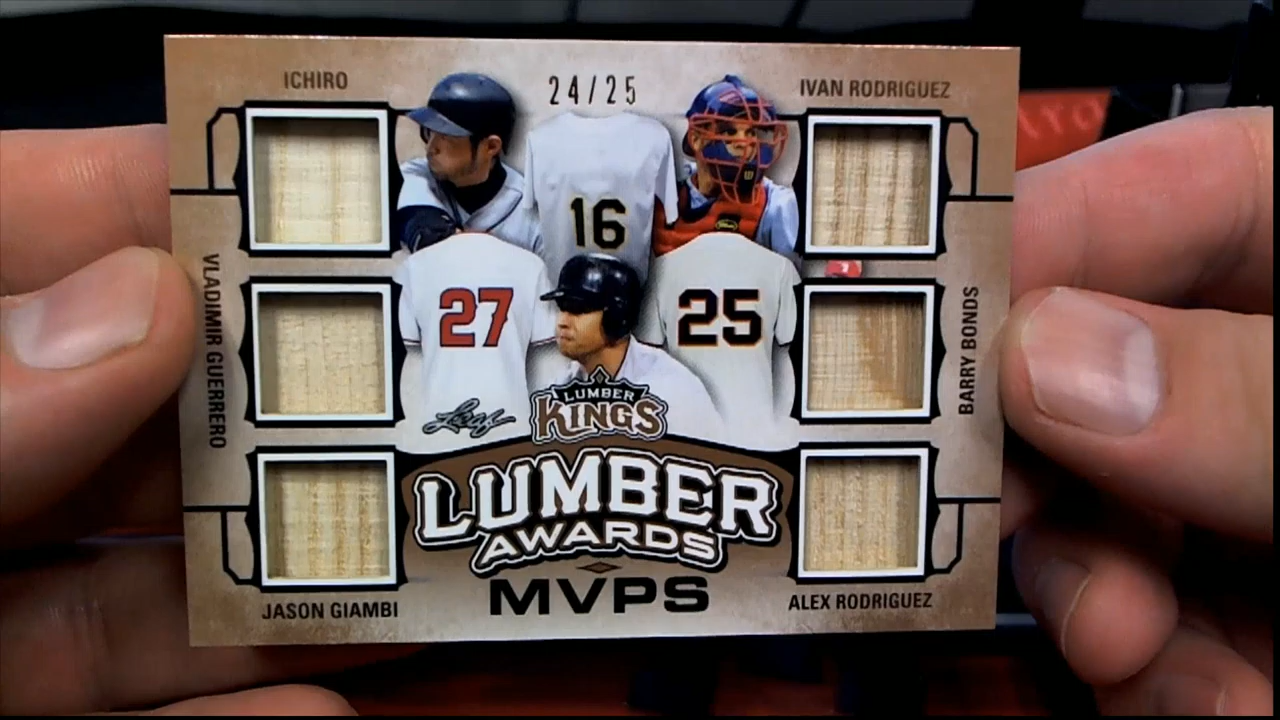 ICHIRO
24/25
IVAN RODRIGUEZ
16
VLADIMIR GUERRERO
27
25
BARRY BONDS
Leaf
LUMBER
KINGS
LUMBER
AWARDS
MVPS
JASON GIAMBI
ALEX RODRIGUEZ